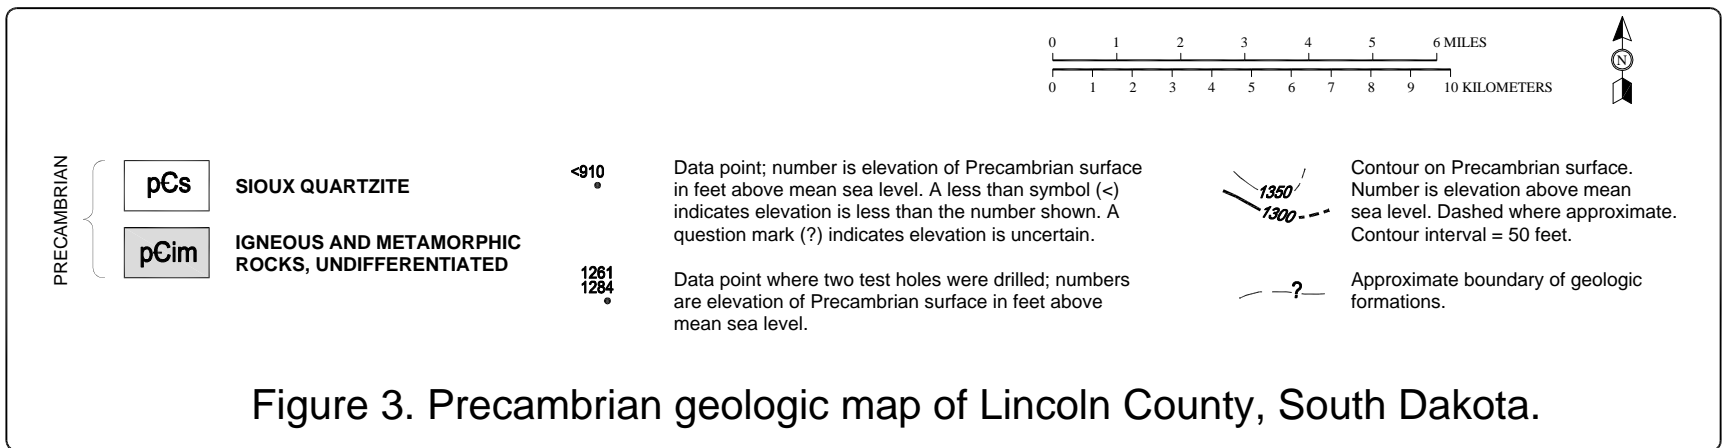 0 1 2 3 4 5 6 MILES
0 1 2 3 4 5 6 7 8 9 10 KILOMETERS
N
PRECAMBRIAN
pЄs
SIOUX QUARTZITE
pЄim
IGNEOUS AND METAMORPHIC
ROCKS, UNDIFFERENTIATED
<910
Data point; number is elevation of Precambrian surface
in feet above mean sea level. A less than symbol (<)
indicates elevation is less than the number shown. A
question mark (?) indicates elevation is uncertain.
1261
1284
Data point where two test holes were drilled; numbers
are elevation of Precambrian surface in feet above
mean sea level.
1350
1300
Contour on Precambrian surface.
Number is elevation above mean
sea level. Dashed where approximate.
Contour interval = 50 feet.
?
Approximate boundary of geologic
formations.
Figure 3. Precambrian geologic map of Lincoln County, South Dakota.